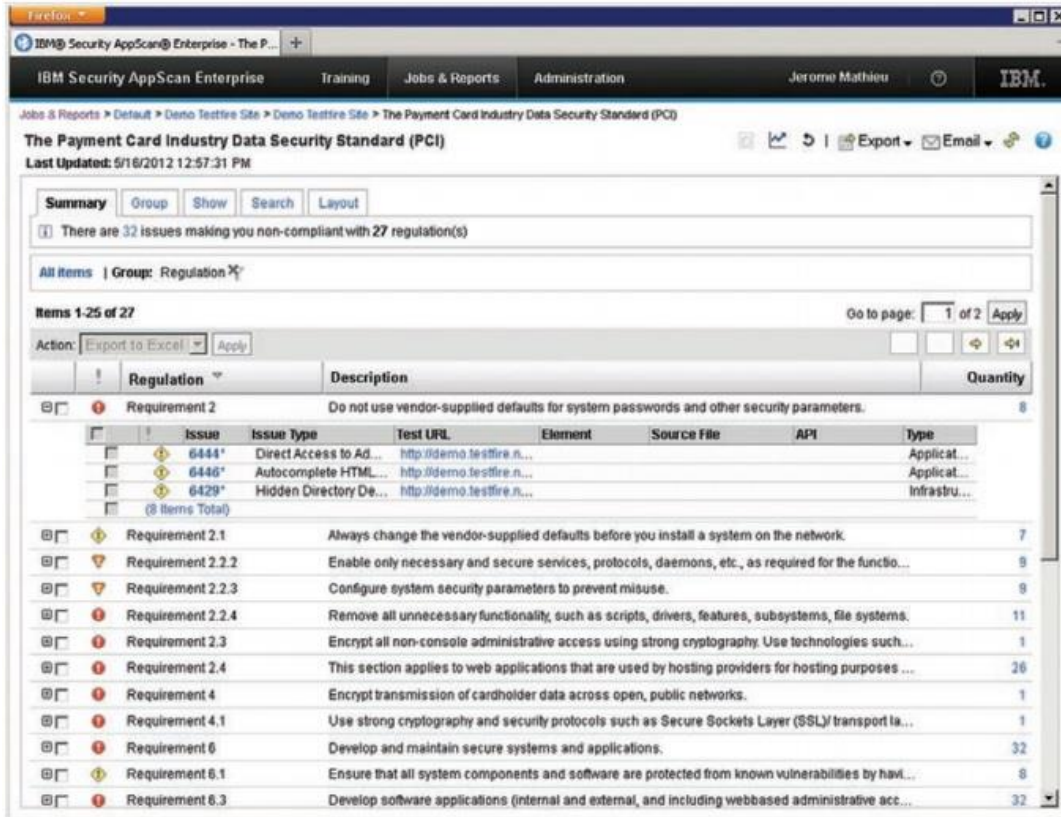 Firefox
IBM® Security AppScan® Enterprise - The P... +
IBM Security AppScan Enterprise Training Jobs & Reports Administration Jerome Mathieu ? IBM.
Jobs & Reports > Default > Demo Testfire Site > Demo Testfire Site > The Payment Card Industry Data Security Standard (PCI)
The Payment Card Industry Data Security Standard (PCI) Export Email ?
Last Updated: 5/16/2012 12:57:31 PM
Summary Group Show Search Layout
i There are 32 issues making you non-compliant with 27 regulation(s)
All items | Group: Regulation
Items 1-25 of 27 Go to page: 1 of 2 Apply
Action: Export to Excel Apply
! Regulation Description Quantity
Requirement 2 Do not use vendor-supplied defaults for system passwords and other security parameters. 8
! Issue Issue Type Test URL Element Source File API Type
6444* Direct Access to Ad... http://demo.testfire.n... Applicat...
6446* Autocomplete HTML... http://demo.testfire.n... Applicat...
6429* Hidden Directory De... http://demo.testfire.n... Infrastru...
(8 Items Total)
Requirement 2.1 Always change the vendor-supplied defaults before you install a system on the network. 7
Requirement 2.2.2 Enable only necessary and secure services, protocols, daemons, etc., as required for the functio... 9
Requirement 2.2.3 Configure system security parameters to prevent misuse. 9
Requirement 2.2.4 Remove all unnecessary functionality, such as scripts, drivers, features, subsystems, file systems. 11
Requirement 2.3 Encrypt all non-console administrative access using strong cryptography. Use technologies such... 1
Requirement 2.4 This section applies to web applications that are used by hosting providers for hosting purposes ... 26
Requirement 4 Encrypt transmission of cardholder data across open, public networks. 1
Requirement 4.1 Use strong cryptography and security protocols such as Secure Sockets Layer (SSL)/ transport la... 1
Requirement 6 Develop and maintain secure systems and applications. 32
Requirement 6.1 Ensure that all system components and software are protected from known vulnerabilities by havi... 8
Requirement 6.3 Develop software applications (internal and external, and including webbased administrative acc... 32